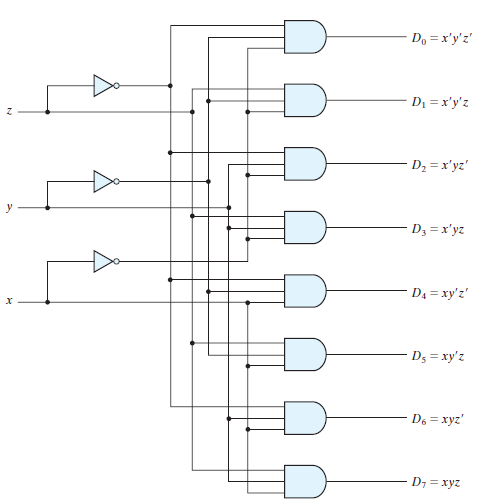 D₀ = x′y′z′
z
D₁ = x′y′z
D₂ = x′yz′
y
D₃ = x′yz
x
D₄ = xy′z′
D₅ = xy′z
D₆ = xyz′
D₇ = xyz